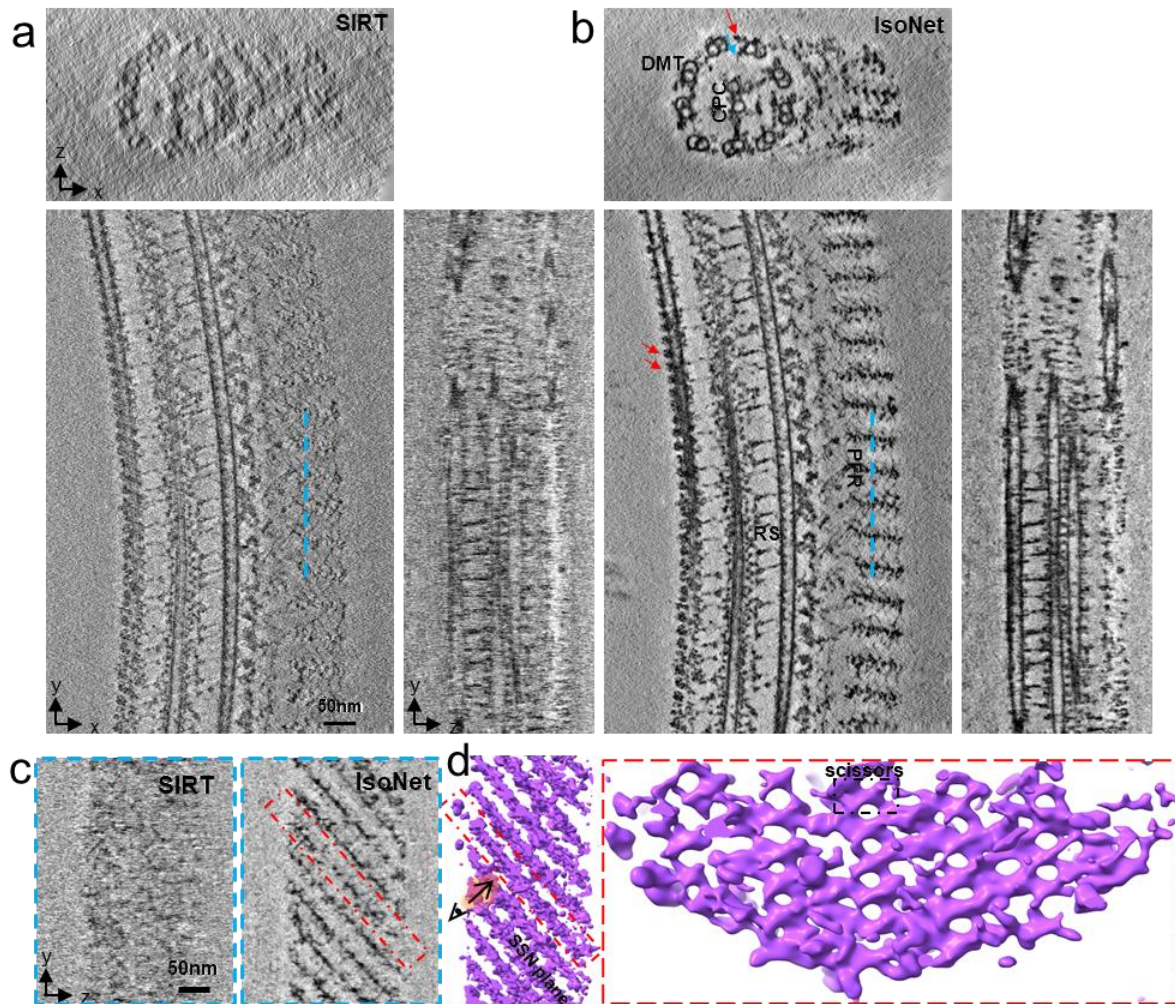 a
SIRT
b
IsoNet
DMT
CPC
z
x
PFR
RS
y
x
50nm
y
z
c
SIRT
IsoNet
d
scissors
SSN plane
y
z
50nm